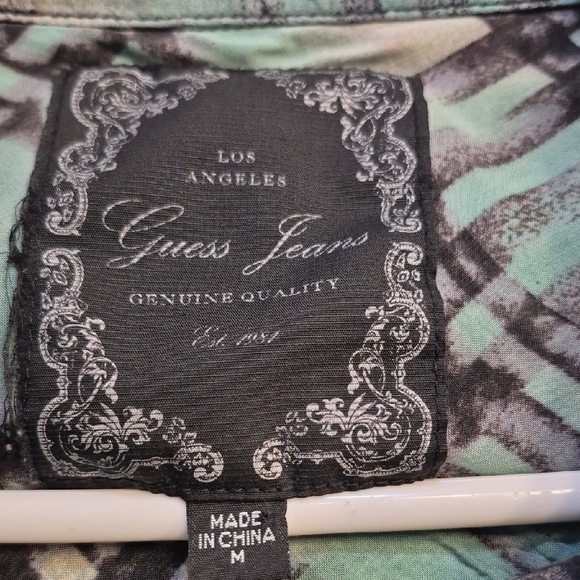 LOS
ANGELES
Guess Jeans
GENUINE QUALITY
Est. 1981
MADE
IN CHINA
M